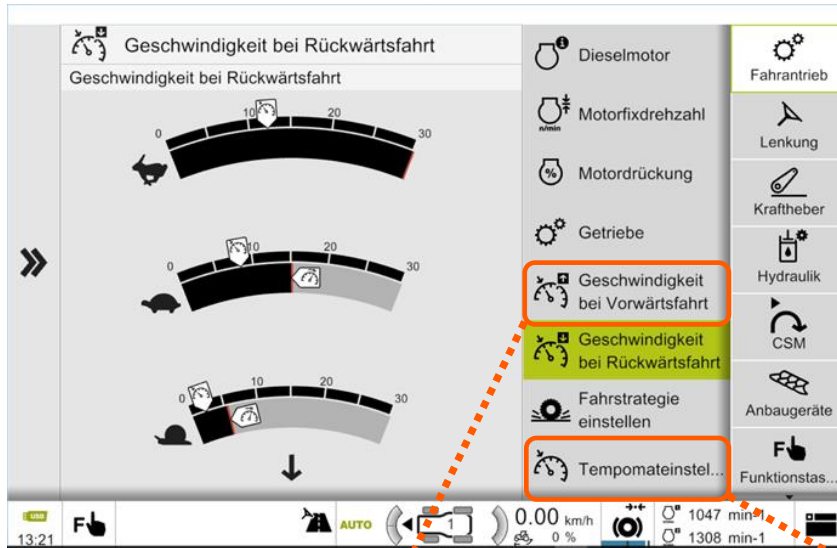 Geschwindigkeit bei Rückwärtsfahrt
Geschwindigkeit bei Rückwärtsfahrt
0
10
20
30
0
10
20
30
0
10
20
30
Dieselmotor
n/min
Motorfixdrehzahl
%
Motordrückung
Getriebe
Geschwindigkeit
bei Vorwärtsfahrt
Geschwindigkeit
bei Rückwärtsfahrt
Fahrstrategie
einstellen
Tempomateinstel...
Fahrantrieb
Lenkung
Kraftheber
Hydraulik
CSM
Anbaugeräte
F
Funktionstas...
USB
13:21
F
AUTO
1
0.00 km/h
0 %
1047 min-1
1308 min-1